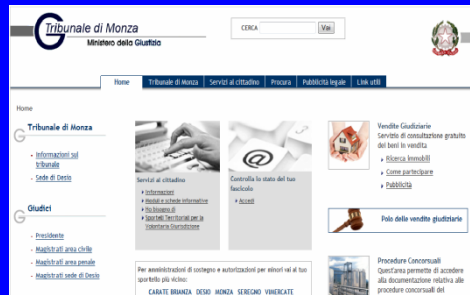 Tribunale di Monza
Ministero della Giustizia
CERCA
Vai
Home
Tribunale di Monza
Servizi al cittadino
Procura
Pubblicità legale
Link utili
Home
Tribunale di Monza
Informazioni sul
tribunale
Sede di Desio
Giudici
Presidente
Magistrati area civile
Magistrati area penale
Magistrati sede di Desio
Servizi al cittadino
Informazioni
Moduli e schede informative
Ho bisogno di
Sportelli Territoriali per la
Volontaria Giurisdizione
@
Controlla lo stato del tuo
fascicolo
Accedi
Per amministrazioni di sostegno e autorizzazioni per minori vai al tuo
sportello più vicino:
CARATE BRIANZA DESIO MONZA SEREGNO VIMERCATE
Vendite Giudiziarie
Servizio di consultazione gratuito
dei beni in vendita
Ricerca Immobili
Come partecipare
Pubblicità
Polo delle vendite giudiziarie
Procedure Concorsuali
Quest'area permette di accedere
alla documentazione relativa alle
procedure concorsuali del